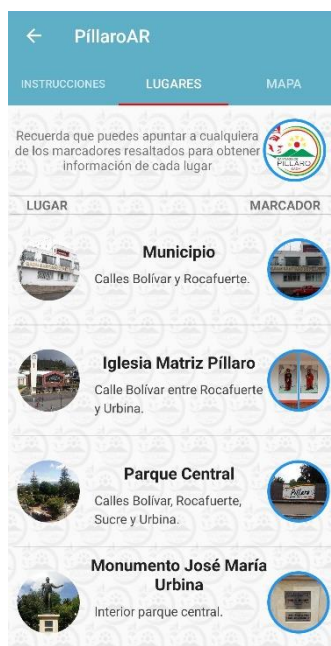 PíllaroAR
INSTRUCCIONES LUGARES MAPA
Recuerda que puedes apuntar a cualquiera
de los marcadores resaltados para obtener
información de cada lugar
PÍLLARO
LUGAR MARCADOR
Municipio
Calles Bolívar y Rocafuerte.
Iglesia Matriz Píllaro
Calle Bolívar entre Rocafuerte
y Urbina.
Parque Central
Calles Bolívar, Rocafuerte,
Sucre y Urbina.
Píllaro
Monumento José María
Urbina
Interior parque central.